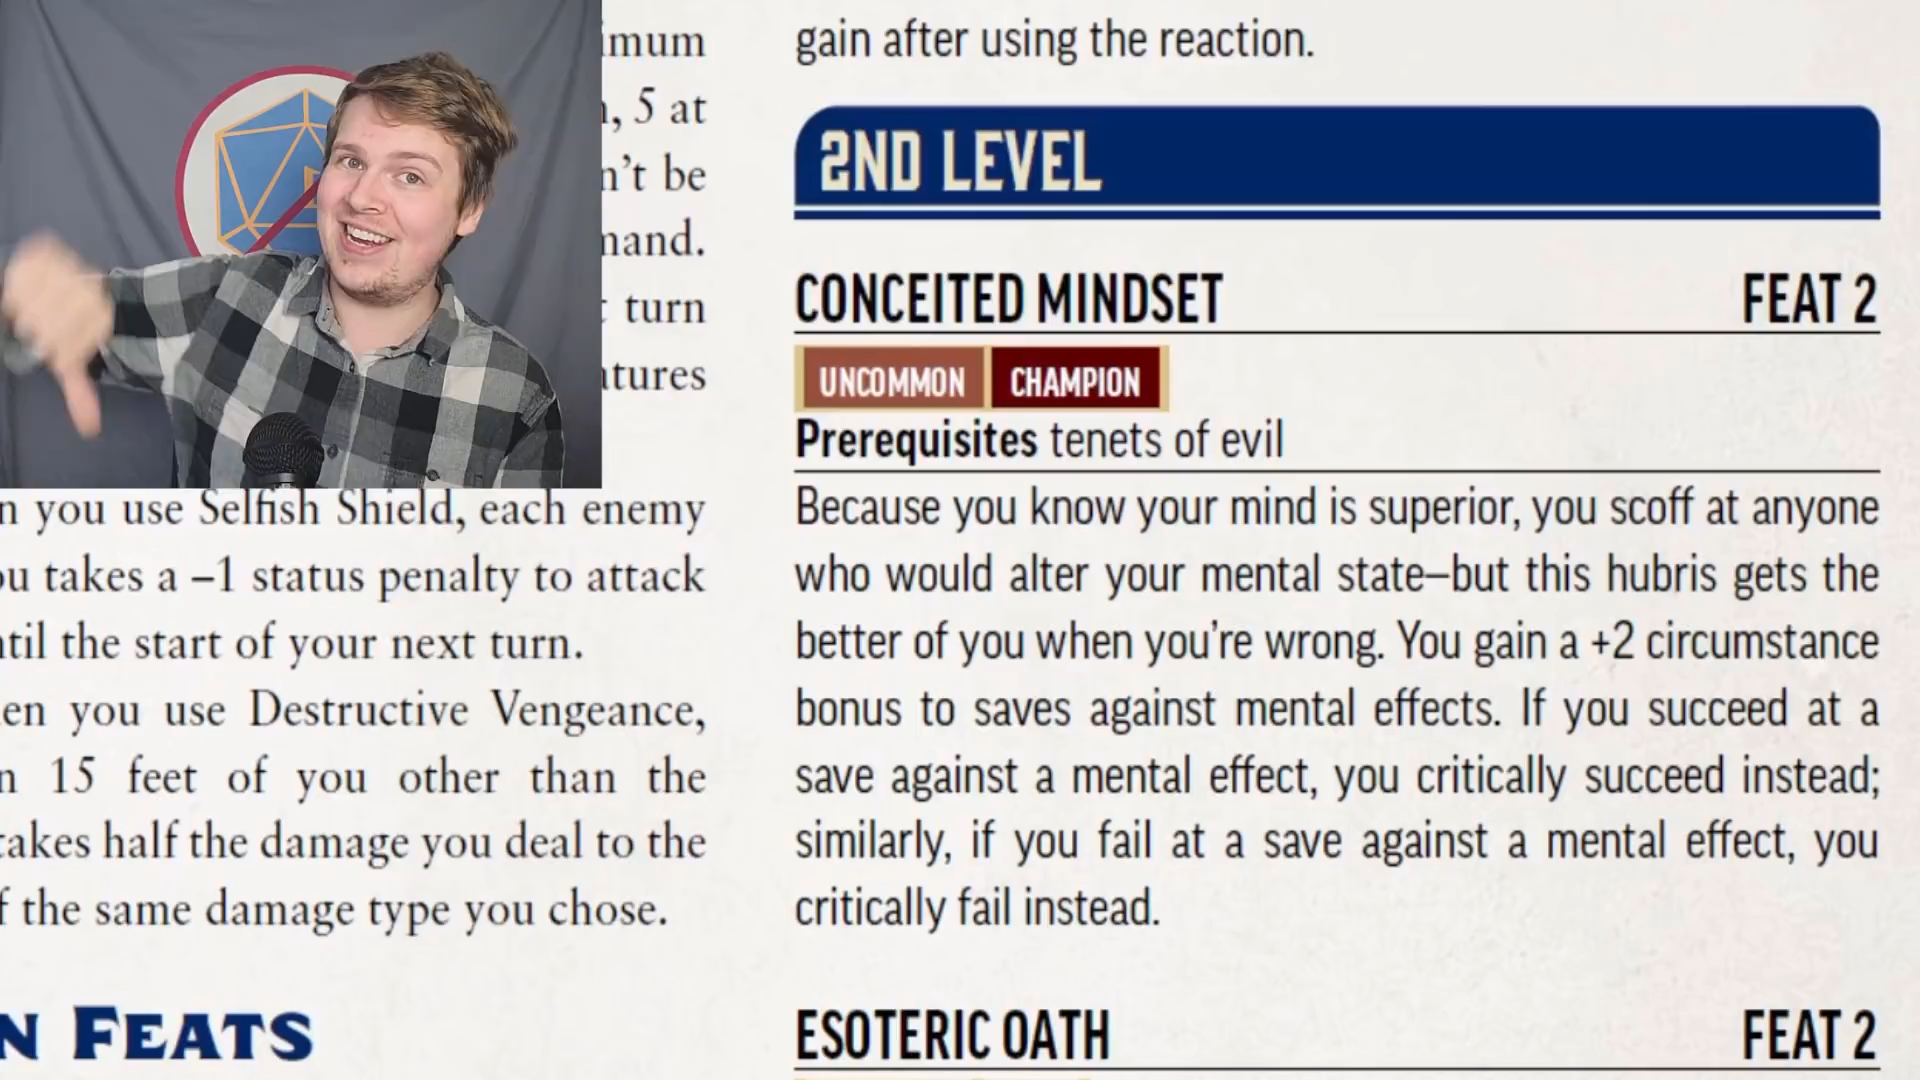 imum
, 5 at
n't be
mand.
turn
atures
n you use Selfish Shield, each enemy
ou takes a –1 status penalty to attack
ntil the start of your next turn.
en you use Destructive Vengeance,
n 15 feet of you other than the
takes half the damage you deal to the
f the same damage type you chose.
N FEATS
gain after using the reaction.
2ND LEVEL
CONCEITED MINDSET FEAT 2
UNCOMMON CHAMPION
Prerequisites tenets of evil
Because you know your mind is superior, you scoff at anyone
who would alter your mental state—but this hubris gets the
better of you when you're wrong. You gain a +2 circumstance
bonus to saves against mental effects. If you succeed at a
save against a mental effect, you critically succeed instead;
similarly, if you fail at a save against a mental effect, you
critically fail instead.
ESOTERIC OATH FEAT 2